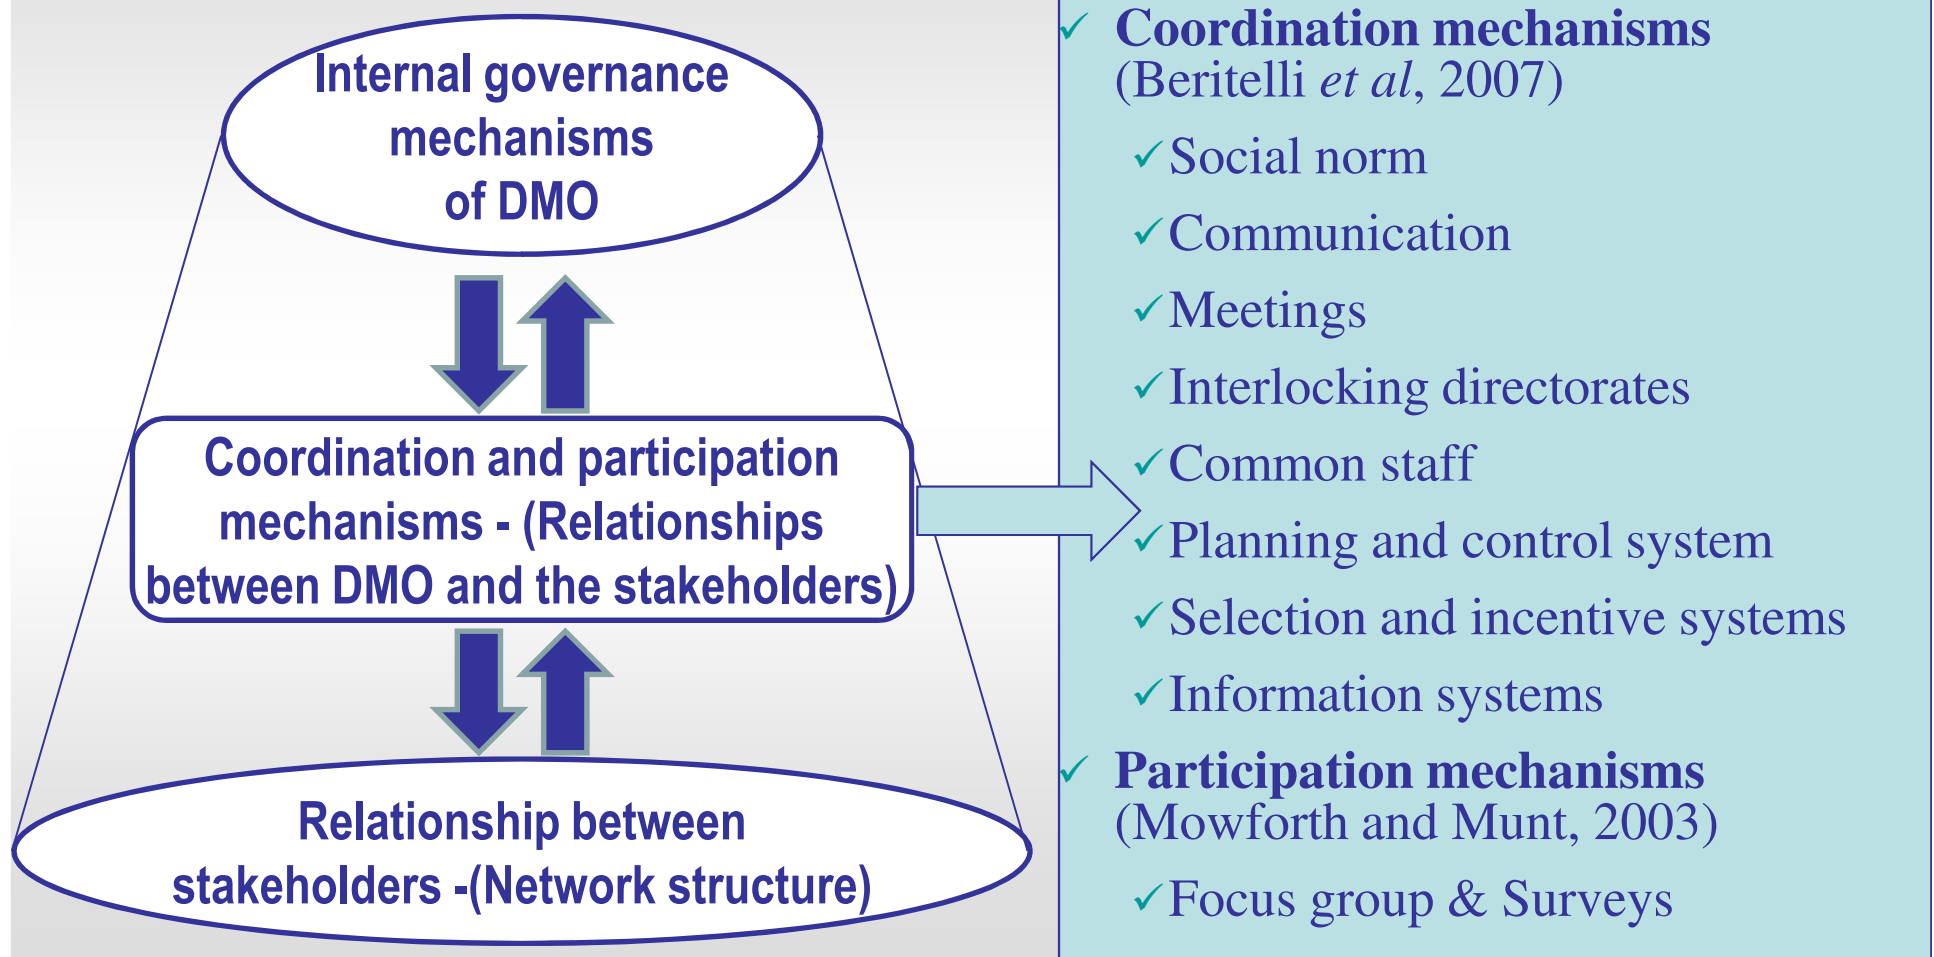 Internal governance
mechanisms
of DMO
Coordination and participation
mechanisms - (Relationships
between DMO and the stakeholders)
Relationship between
stakeholders -(Network structure)
Coordination mechanisms
(Beritelli et al, 2007)
Social norm
Communication
Meetings
Interlocking directorates
Common staff
Planning and control system
Selection and incentive systems
Information systems
Participation mechanisms
(Mowforth and Munt, 2003)
Focus group & Surveys